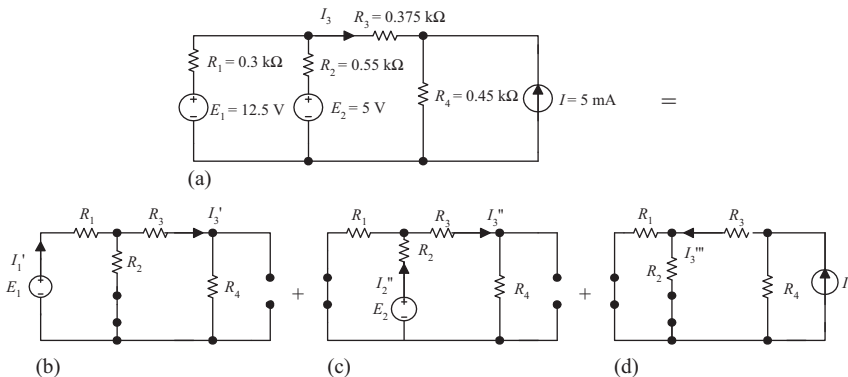 I3
R3 = 0.375 kΩ
R1 = 0.3 kΩ
R2 = 0.55 kΩ
+
−
E1 = 12.5 V
+
−
E2 = 5 V
R4 = 0.45 kΩ
I = 5 mA
=
(a)
R1
R3
I3'
I1'
R2
+
−
E1
R4
+
R1
R3
I3"
R2
I2"
+
−
E2
R4
+
R1
R3
I3'"
R2
R4
I
(b)
(c)
(d)